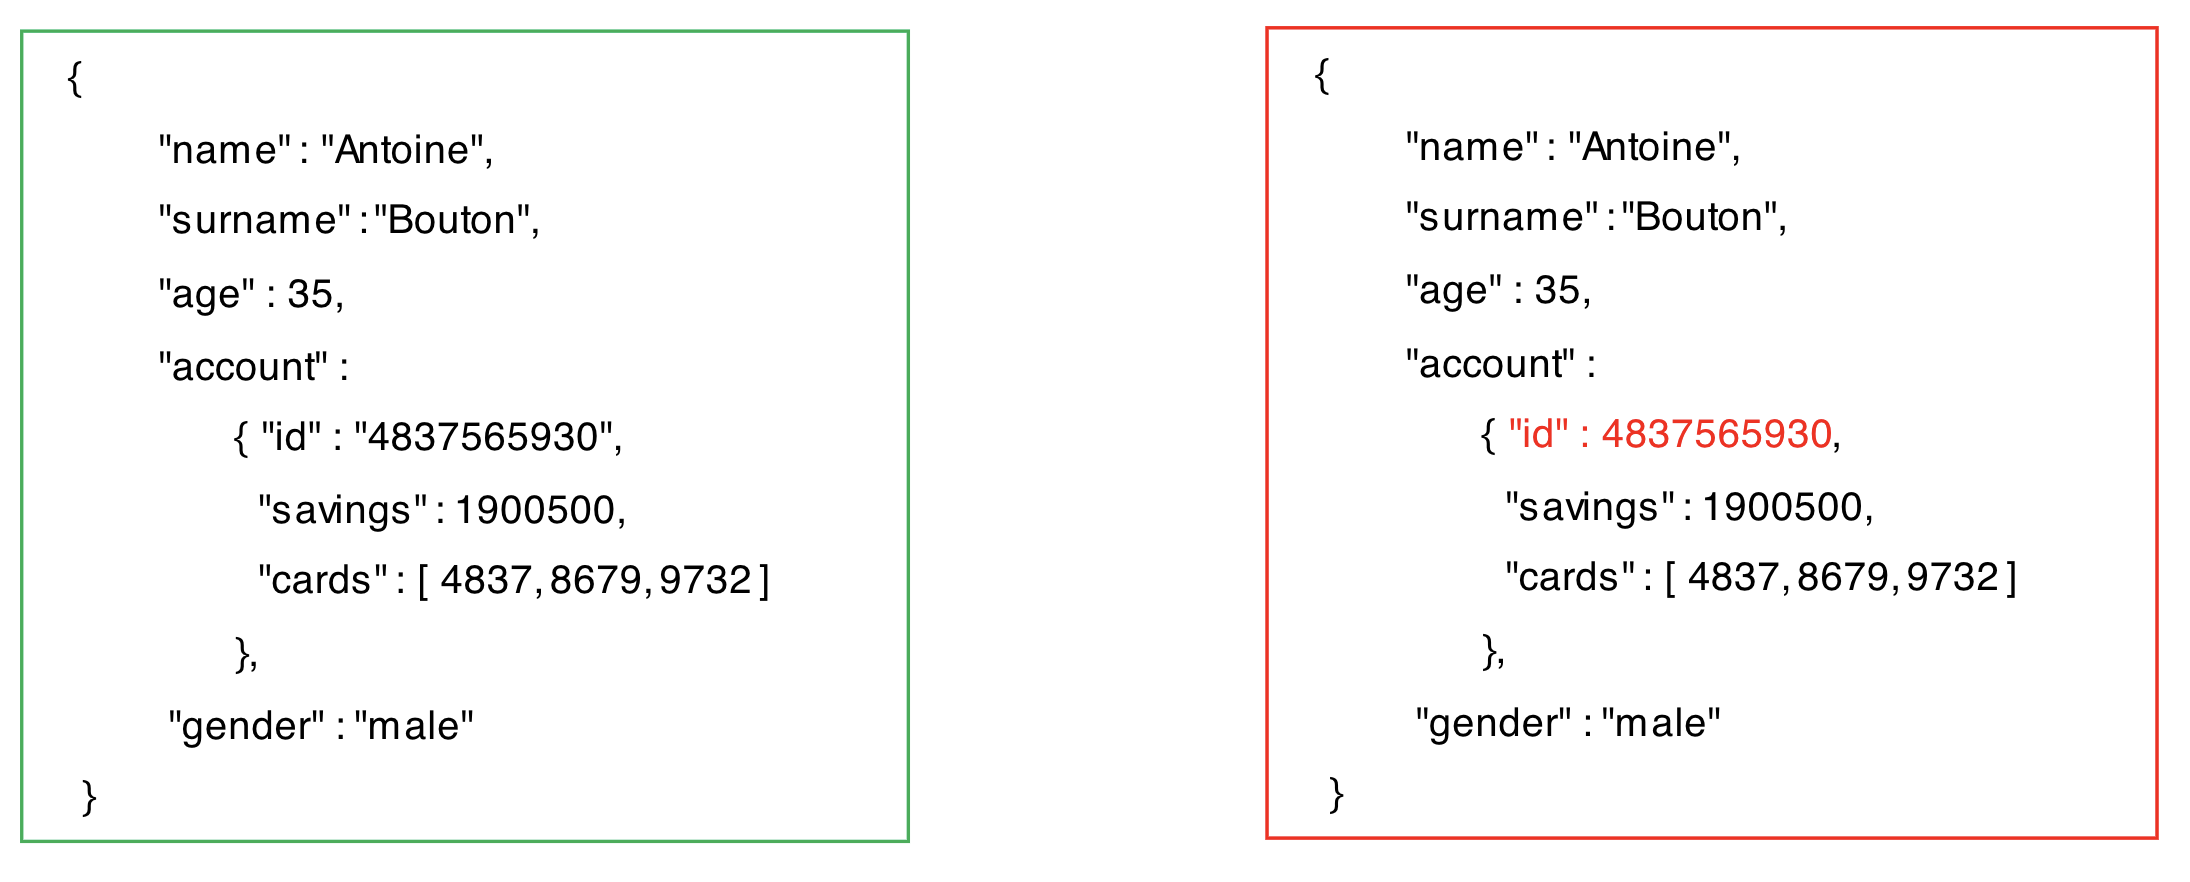 {
"name" : "Antoine",
"surname" :"Bouton",
"age" : 35,
"account" :
{ "id" : "4837565930",
"savings" : 1900500,
"cards" : [ 4837, 8679, 9732 ]
},
"gender" : "male"
}
{
"name" : "Antoine",
"surname" :"Bouton",
"age" : 35,
"account" :
{ "id" : 4837565930,
"savings" : 1900500,
"cards" : [ 4837, 8679, 9732 ]
},
"gender" : "male"
}